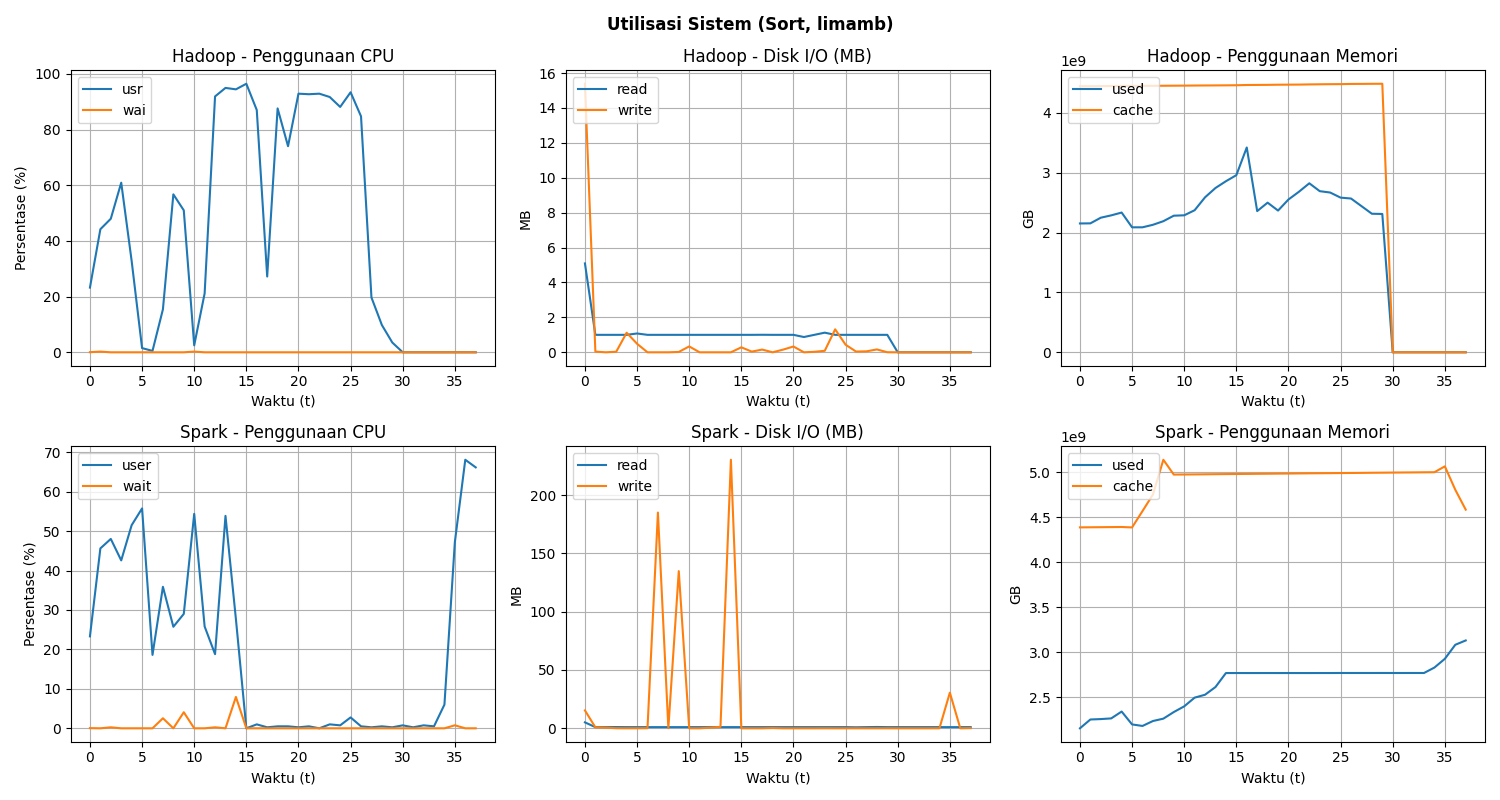 Utilisasi Sistem (Sort, limamb)
Hadoop - Penggunaan CPU
Persentase (%)
100
80
60
40
20
0
usr
wai
0 5 10 15 20 25 30 35
Waktu (t)
Hadoop - Disk I/O (MB)
MB
16
14
12
10
8
6
4
2
0
read
write
0 5 10 15 20 25 30 35
Waktu (t)
Hadoop - Penggunaan Memori
1e9
GB
4
3
2
1
0
used
cache
0 5 10 15 20 25 30 35
Waktu (t)
Spark - Penggunaan CPU
Persentase (%)
70
60
50
40
30
20
10
0
user
wait
0 5 10 15 20 25 30 35
Waktu (t)
Spark - Disk I/O (MB)
MB
200
150
100
50
0
read
write
0 5 10 15 20 25 30 35
Waktu (t)
Spark - Penggunaan Memori
1e9
GB
5.0
4.5
4.0
3.5
3.0
2.5
used
cache
0 5 10 15 20 25 30 35
Waktu (t)